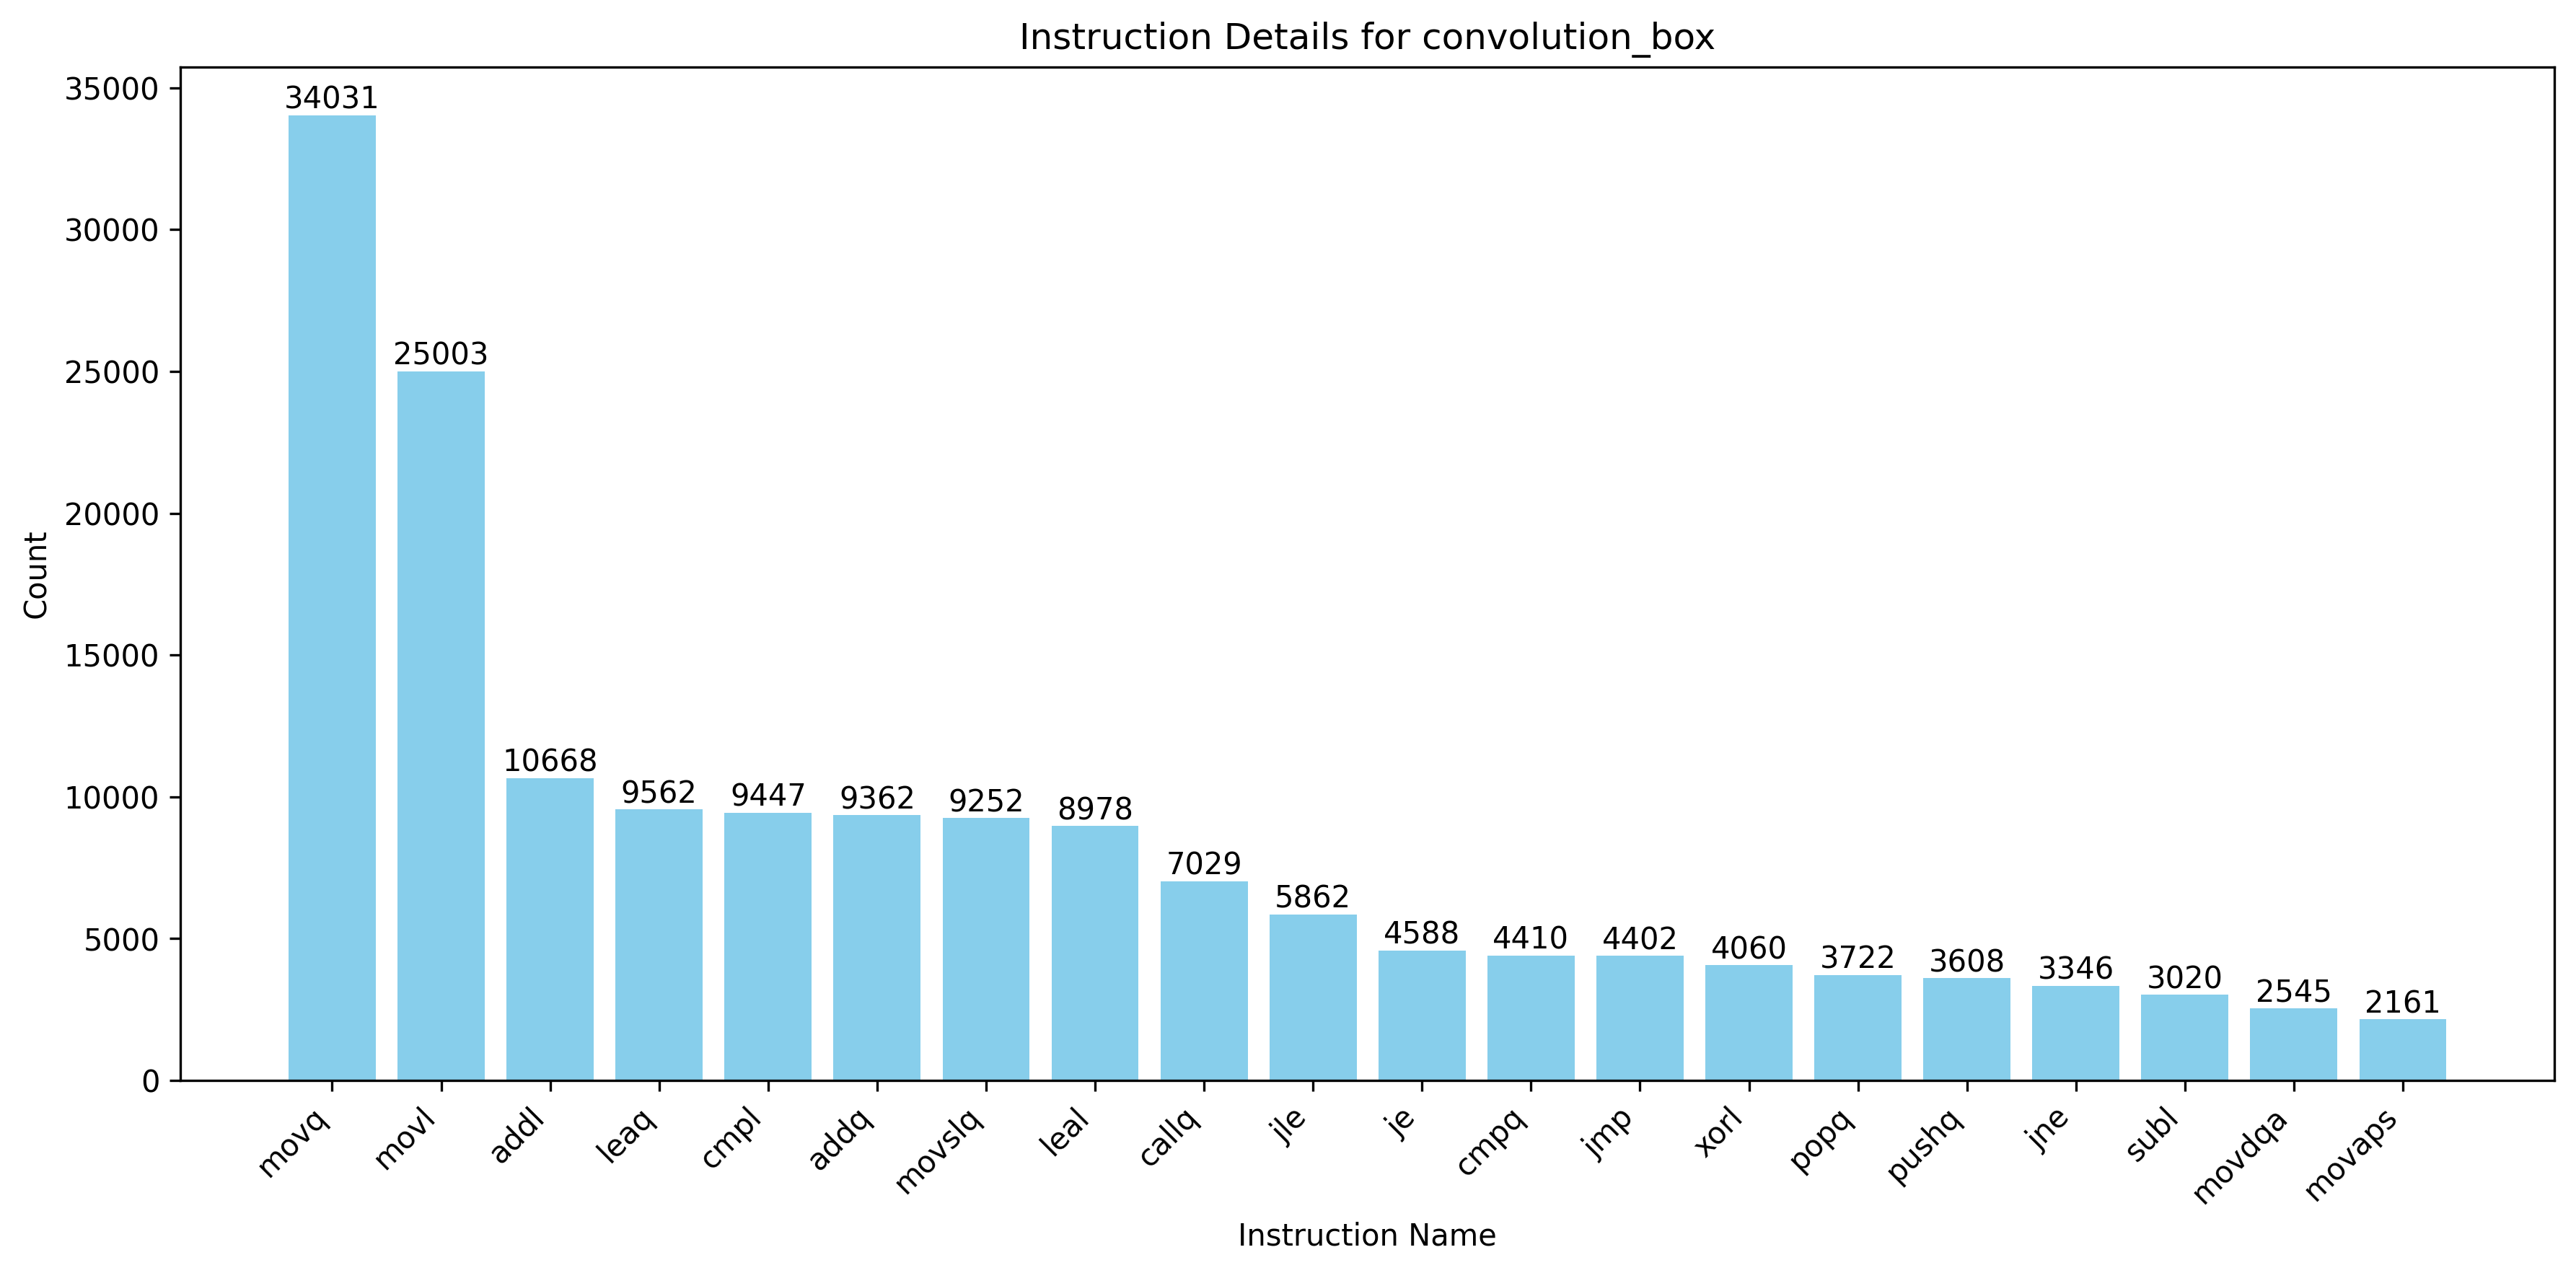 Instruction Details for convolution_box
35000
30000
25000
20000
15000
10000
5000
0
Count
34031
25003
10668
9562
9447
9362
9252
8978
7029
5862
4588
4410
4402
4060
3722
3608
3346
3020
2545
2161
movq
movl
addl
leaq
cmpl
addq
movslq
leal
callq
jle
je
cmpq
jmp
xorl
popq
pushq
jne
subl
movdqa
movaps
Instruction Name